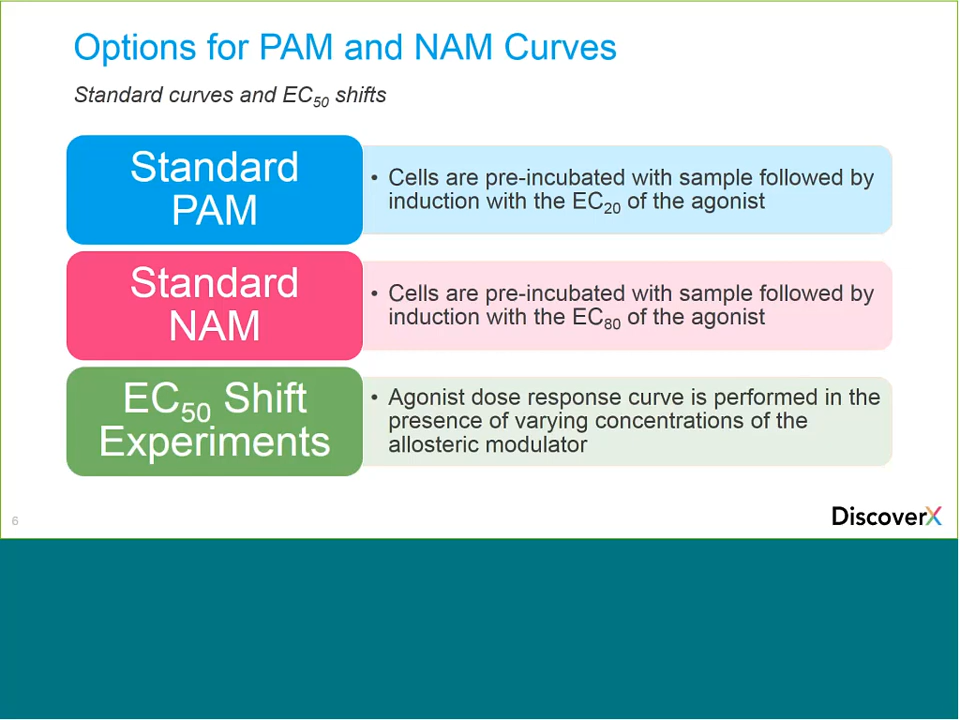 Options for PAM and NAM Curves
Standard curves and EC50 shifts
Standard
PAM
• Cells are pre-incubated with sample followed by
induction with the EC20 of the agonist
Standard
NAM
• Cells are pre-incubated with sample followed by
induction with the EC80 of the agonist
EC50 Shift
Experiments
• Agonist dose response curve is performed in the
presence of varying concentrations of the
allosteric modulator
6
DiscoverX